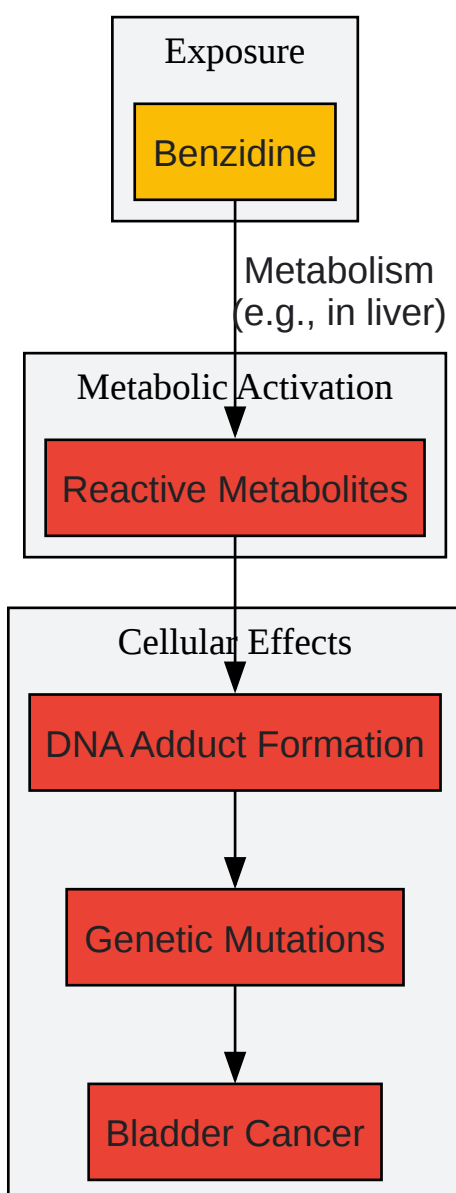 Exposure
Benzidine
Metabolism
(e.g., in liver)
Metabolic Activation
Reactive Metabolites
Cellular Effects
DNA Adduct Formation
Genetic Mutations
Bladder Cancer